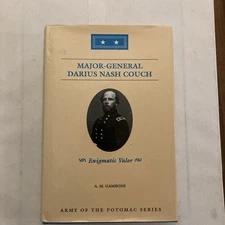 MAJOR-GENERAL
DARIUS NASH COUCH
Enigmatic Valor
A. M. GAMBONE
ARMY OF THE POTOMAC SERIES